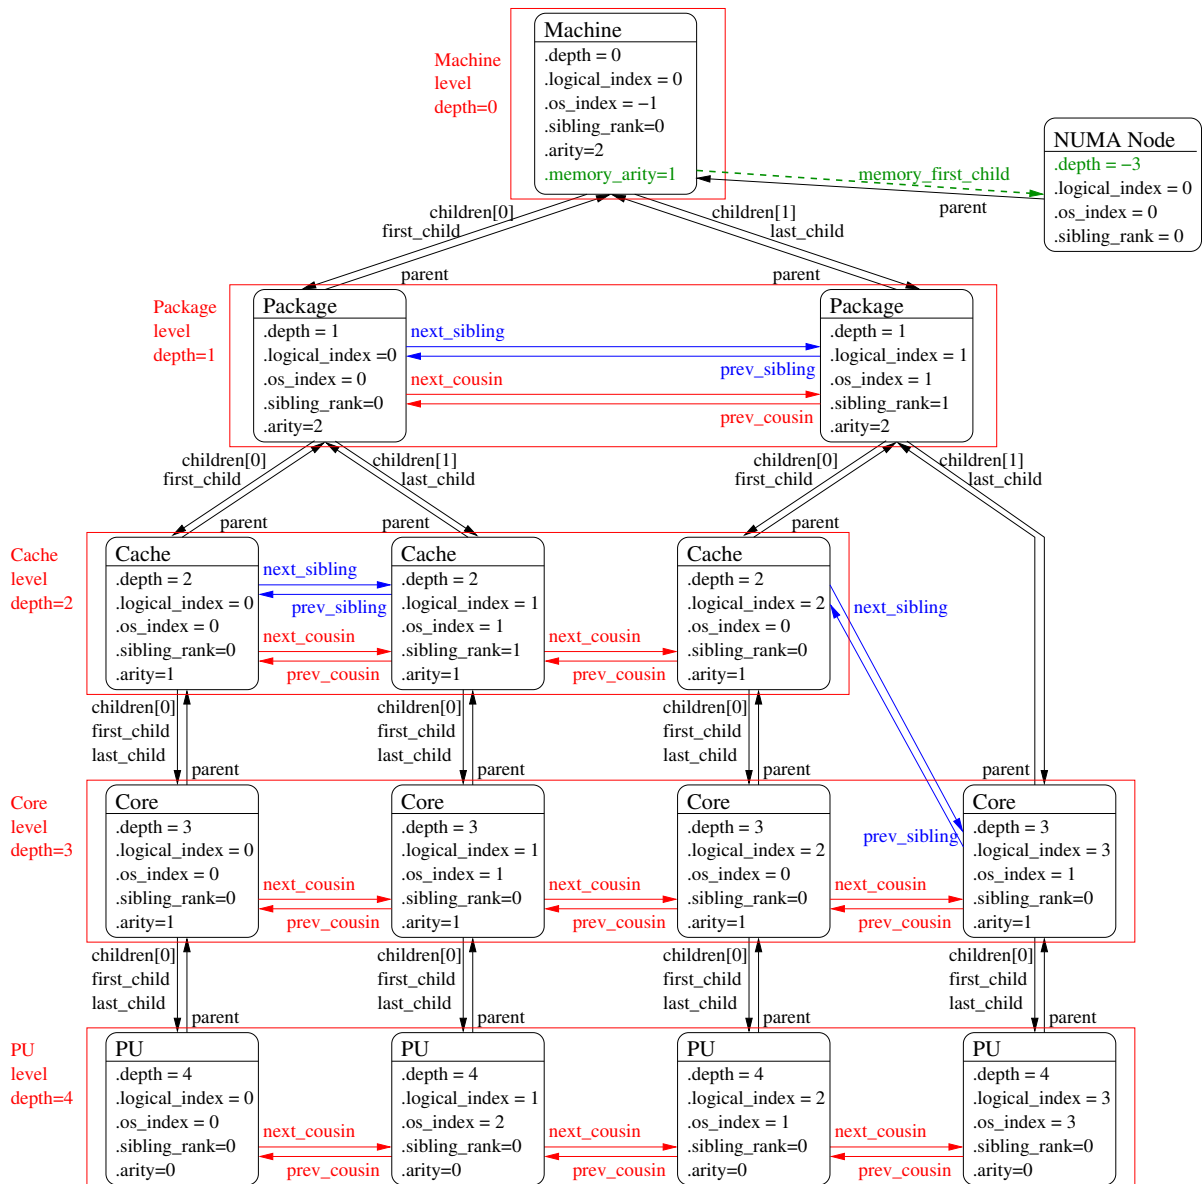 Machine
.depth = 0
.logical_index = 0
.os_index = −1
.sibling_rank=0
.arity=2
.memory_arity=1
Machine
level
depth=0
NUMA Node
.depth = −3
.logical_index = 0
.os_index = 0
.sibling_rank = 0
memory_first_child
parent
children[0]
first_child
parent
children[1]
last_child
parent
Package
level
depth=1
Package
.depth = 1
.logical_index =0
.os_index = 0
.sibling_rank=0
.arity=2
next_sibling
prev_sibling
next_cousin
prev_cousin
Package
.depth = 1
.logical_index = 1
.os_index = 1
.sibling_rank=1
.arity=2
children[0]
first_child
parent
children[1]
last_child
parent
children[0]
first_child
parent
children[1]
last_child
Cache
level
depth=2
Cache
.depth = 2
.logical_index = 0
.os_index = 0
.sibling_rank=0
.arity=1
next_sibling
prev_sibling
next_cousin
prev_cousin
Cache
.depth = 2
.logical_index = 1
.os_index = 1
.sibling_rank=1
.arity=1
next_cousin
prev_cousin
Cache
.depth = 2
.logical_index = 2
.os_index = 0
.sibling_rank=0
.arity=1
next_sibling
prev_sibling
children[0]
first_child
last_child
parent
children[0]
first_child
last_child
parent
children[0]
first_child
last_child
parent
parent
Core
level
depth=3
Core
.depth = 3
.logical_index = 0
.os_index = 0
.sibling_rank=0
.arity=1
next_cousin
prev_cousin
Core
.depth = 3
.logical_index = 1
.os_index = 1
.sibling_rank=0
.arity=1
next_cousin
prev_cousin
Core
.depth = 3
.logical_index = 2
.os_index = 0
.sibling_rank=0
.arity=1
next_cousin
prev_cousin
Core
.depth = 3
.logical_index = 3
.os_index = 1
.sibling_rank=0
.arity=1
children[0]
first_child
last_child
parent
children[0]
first_child
last_child
parent
children[0]
first_child
last_child
parent
children[0]
first_child
last_child
parent
PU
level
depth=4
PU
.depth = 4
.logical_index = 0
.os_index = 0
.sibling_rank=0
.arity=0
next_cousin
prev_cousin
PU
.depth = 4
.logical_index = 1
.os_index = 2
.sibling_rank=0
.arity=0
next_cousin
prev_cousin
PU
.depth = 4
.logical_index = 2
.os_index = 1
.sibling_rank=0
.arity=0
next_cousin
prev_cousin
PU
.depth = 4
.logical_index = 3
.os_index = 3
.sibling_rank=0
.arity=0